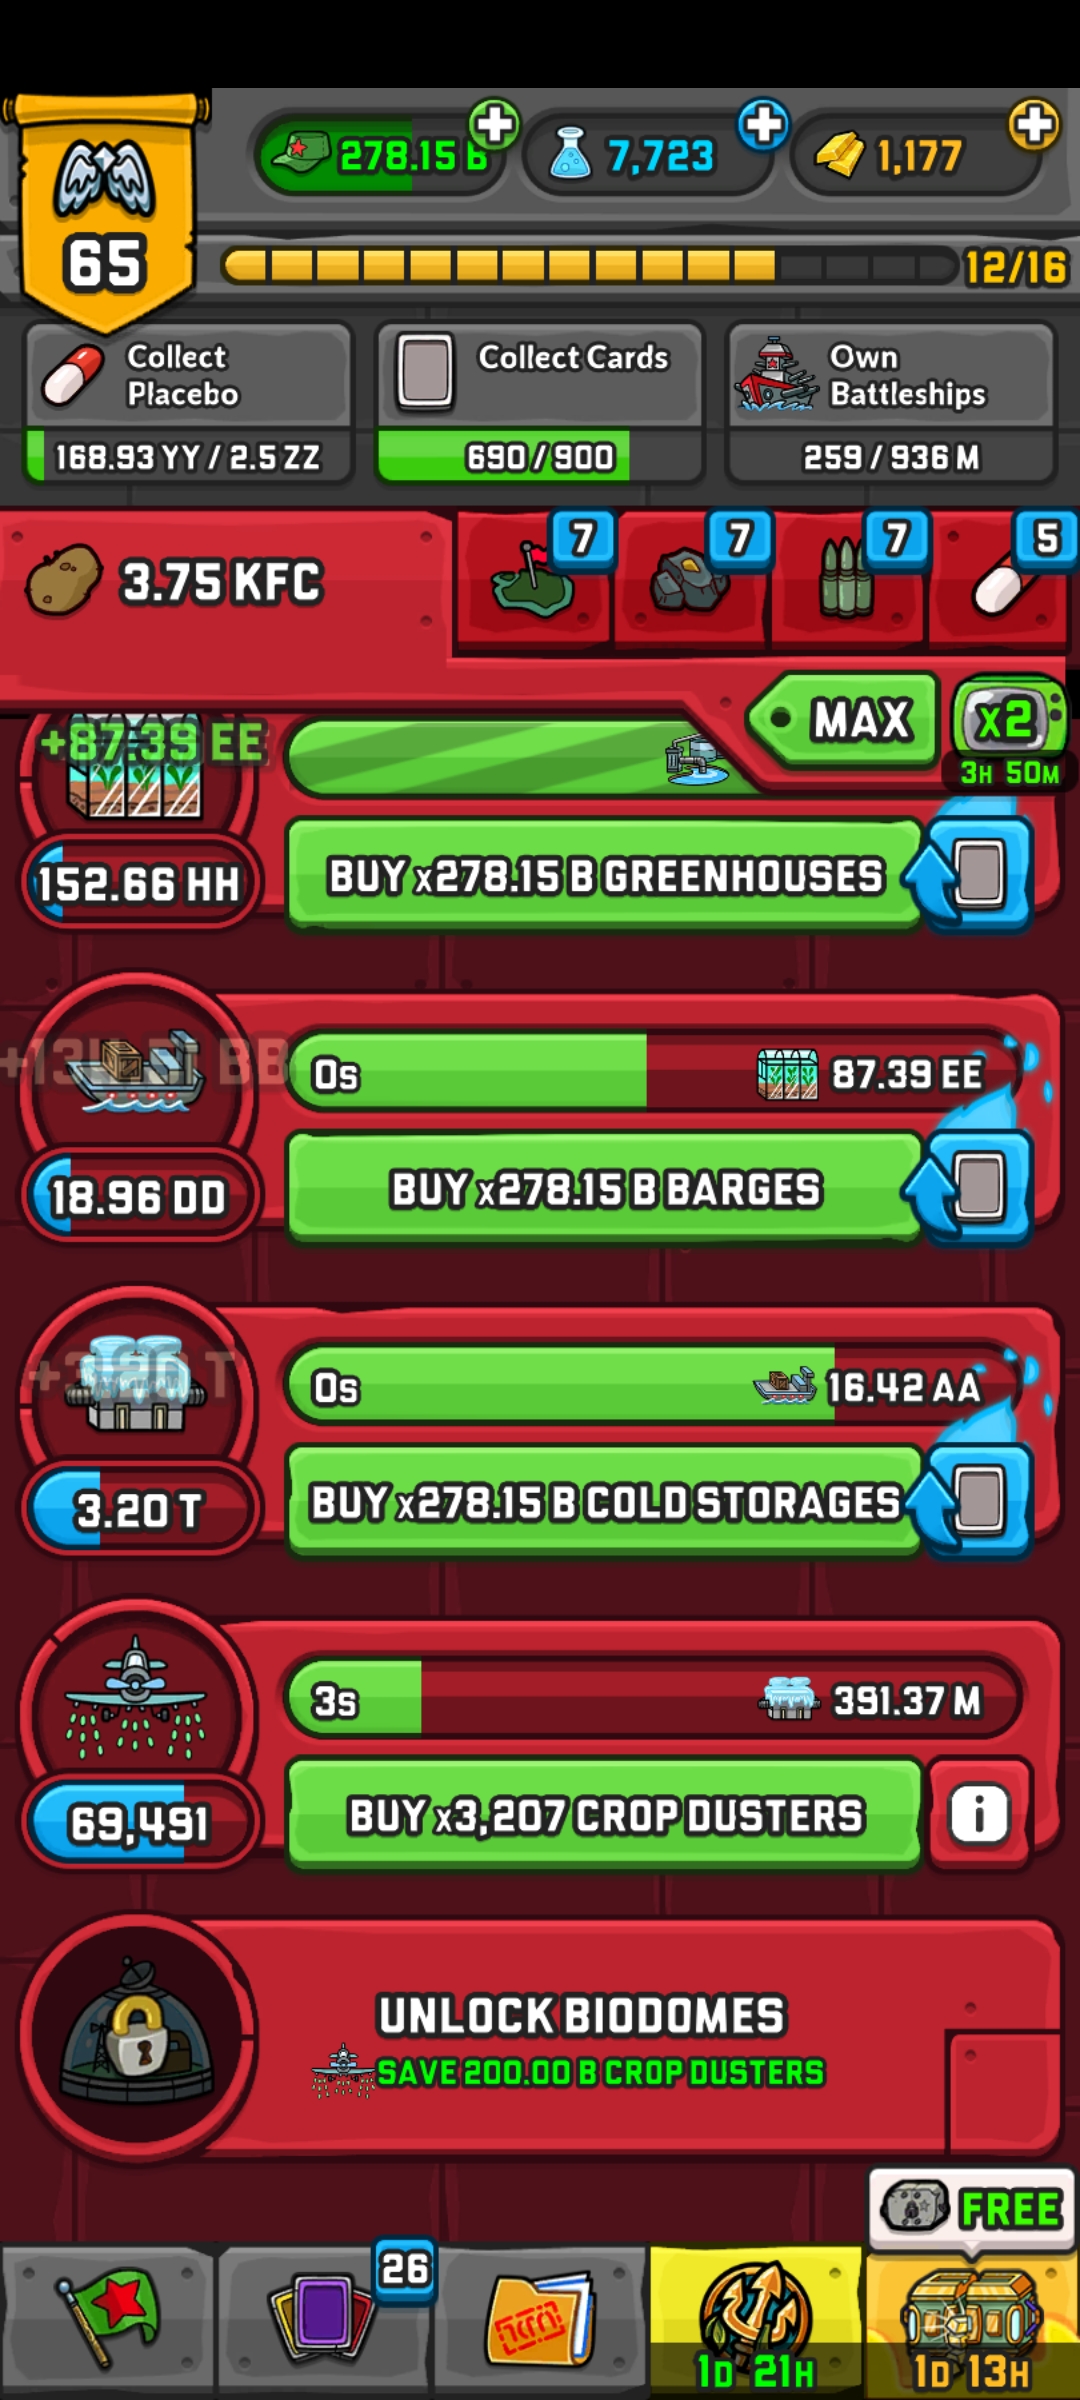 278.15 B
7,723
1,177
65
12/16
Collect
Placebo
168.93 YY / 2.5 ZZ
Collect Cards
690/900
Own
Battleships
259/936 M
3.75 KFC
7
7
7
5
MAX
x2
3H 50M
+87.39 EE
152.66 HH
BUY x278.15 B GREENHOUSES
0s
87.39 EE
18.96 DD
BUY x278.15 B BARGES
0s
16.42 AA
3.20 T
BUY x278.15 B COLD STORAGES
3s
391.37 M
69,491
BUY x3,207 CROP DUSTERS
i
UNLOCK BIODOMES
SAVE 200.00 B CROP DUSTERS
FREE
26
1D 21H
1D 13H